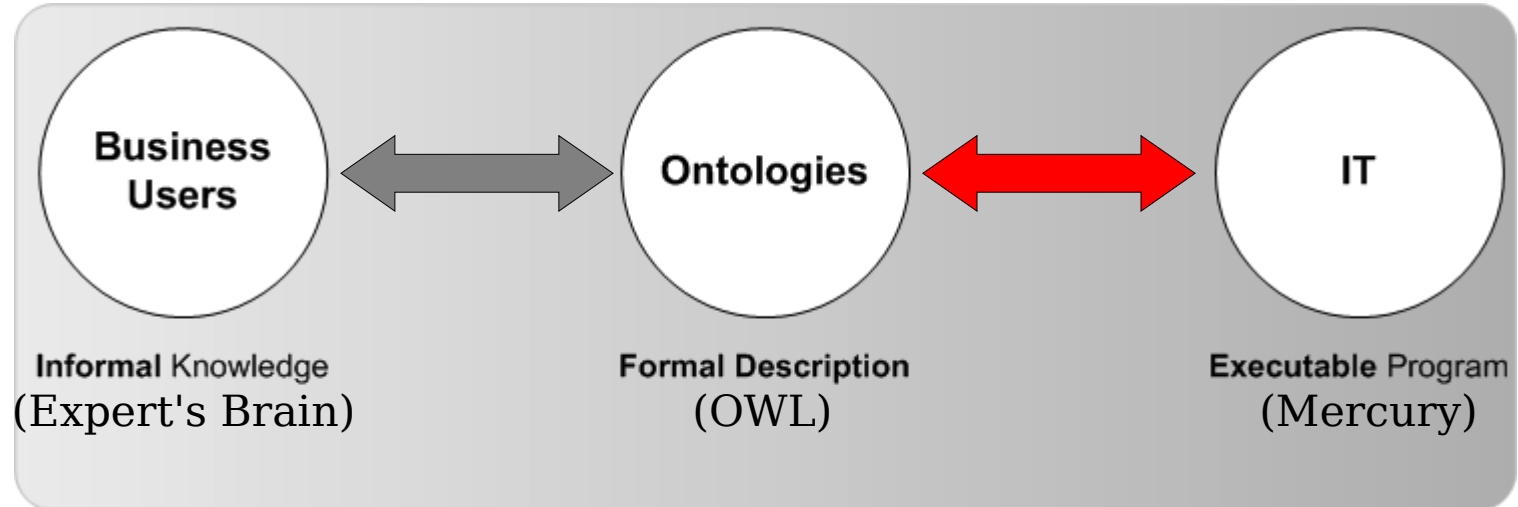 Business
Users
Ontologies
IT
Informal Knowledge
Formal Description
Executable Program
(Expert's Brain)
(OWL)
(Mercury)